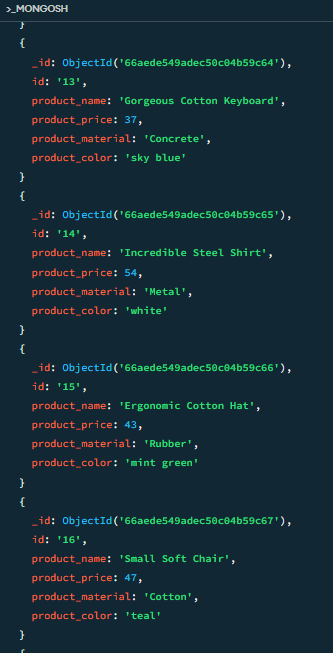 >_MONGOSH
}
{
_id: ObjectId('66aede549adec50c04b59c64'),
id: '13',
product_name: 'Gorgeous Cotton Keyboard',
product_price: 37,
product_material: 'Concrete',
product_color: 'sky blue'
}
{
_id: ObjectId('66aede549adec50c04b59c65'),
id: '14',
product_name: 'Incredible Steel Shirt',
product_price: 54,
product_material: 'Metal',
product_color: 'white'
}
{
_id: ObjectId('66aede549adec50c04b59c66'),
id: '15',
product_name: 'Ergonomic Cotton Hat',
product_price: 43,
product_material: 'Rubber',
product_color: 'mint green'
}
{
_id: ObjectId('66aede549adec50c04b59c67'),
id: '16',
product_name: 'Small Soft Chair',
product_price: 47,
product_material: 'Cotton',
product_color: 'teal'
}
{